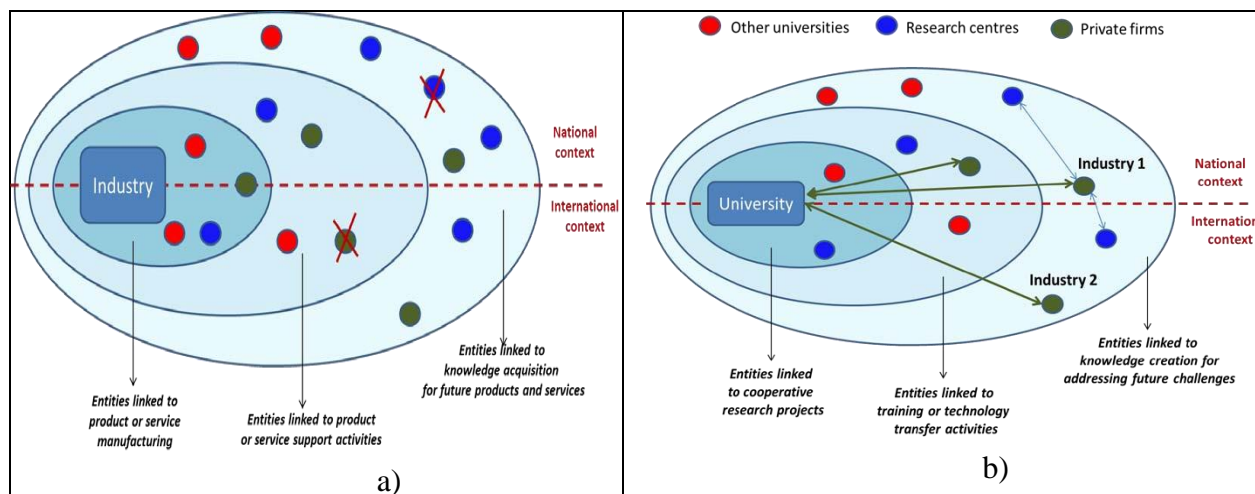 Industry
National
context
International
context
Entities linked to
product or service
manufacturing
Entities linked to product
or service support activities
Entities linked to
knowledge acquisition
for future products and services
a)
Other universities
Research centres
Private firms
Industry 1
National
context
University
International
context
Industry 2
Entities linked
to cooperative
research projects
Entities linked to
training or technology
transfer activities
Entities linked to
knowledge creation for
addressing future challenges
b)